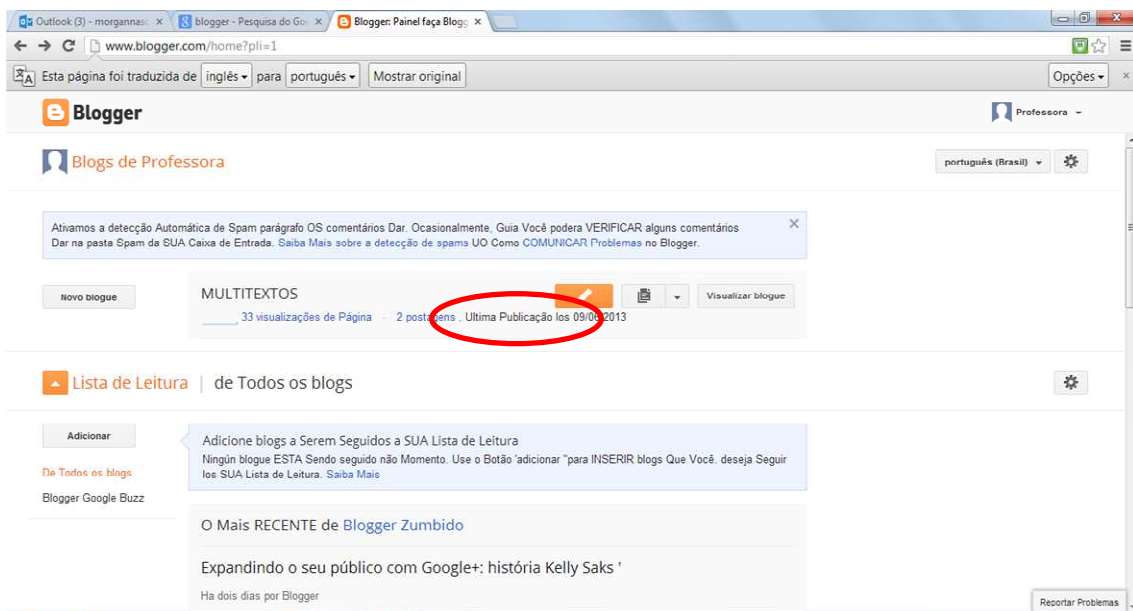 Outlook (3) - morgannasc
blogger - Pesquisa do Goo
Blogger: Painel faça Blogg
www.blogger.com/home?pli=1
Esta página foi traduzida de inglês para português Mostrar original Opções
Blogger
Professora
Blogs de Professora
português (Brasil)
Ativamos a detecção Automática de Spam parágrafo OS comentários Dar. Ocasionalmente, Guia Você podera VERIFICAR alguns comentários
Dar na pasta Spam da SUA Caixa de Entrada. Saiba Mais sobre a detecção de spams UO Como COMUNICAR Problemas no Blogger.
Novo blogue
MULTITEXTOS
Visualizar blogue
, 33 visualizações de Página - 2 postagens , Ultima Publicação los 09/06/2013
Lista de Leitura | de Todos os blogs
Adicionar
Adicione blogs a Serem Seguidos a SUA Lista de Leitura
Ningún blogue ESTA Sendo seguido não Momento. Use o Botão 'adicionar "para INSERIR blogs Que Você. deseja Seguir
los SUA Lista de Leitura. Saiba Mais
De Todos os blogs
Blogger Google Buzz
O Mais RECENTE de Blogger Zumbido
Expandindo o seu público com Google+: história Kelly Saks '
Ha dois dias por Blogger
Reportar Problemas